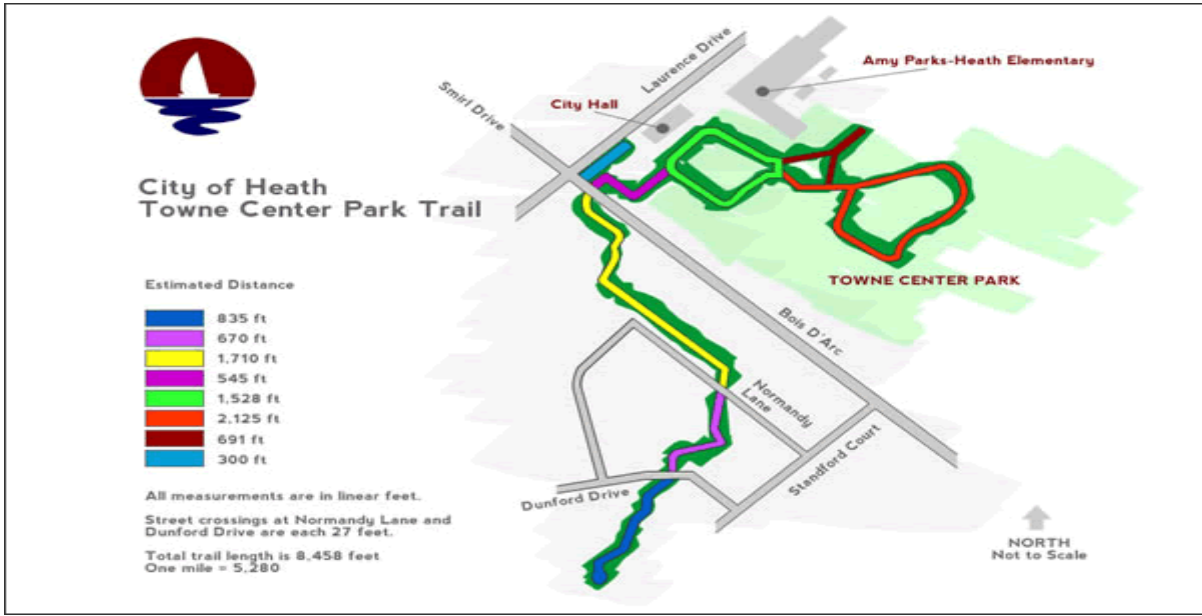 Laurence Drive
Amy Parks-Heath Elementary
Smirl Drive
City Hall
City of Heath
Towne Center Park Trail
TOWNE CENTER PARK
Estimated Distance
835 ft
670 ft
1,710 ft
545 ft
1,528 ft
2,125 ft
691 ft
300 ft
Bois D'Arc
Normandy
Lane
Standford Court
Dunford Drive
All measurements are in linear feet.
Street crossings at Normandy Lane and
Dunford Drive are each 27 feet.
Total trail length is 8,458 feet
One mile = 5,280
NORTH
Not to Scale